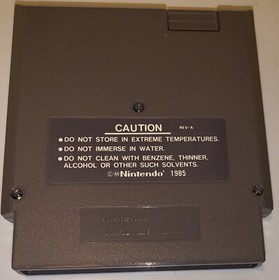 CAUTION REV-A
• DO NOT STORE IN EXTREME TEMPERATURES.
• DO NOT IMMERSE IN WATER.
• DO NOT CLEAN WITH BENZENE, THINNER,
ALCOHOL OR OTHER SUCH SOLVENTS.
©Ⓜ Nintendo 1985